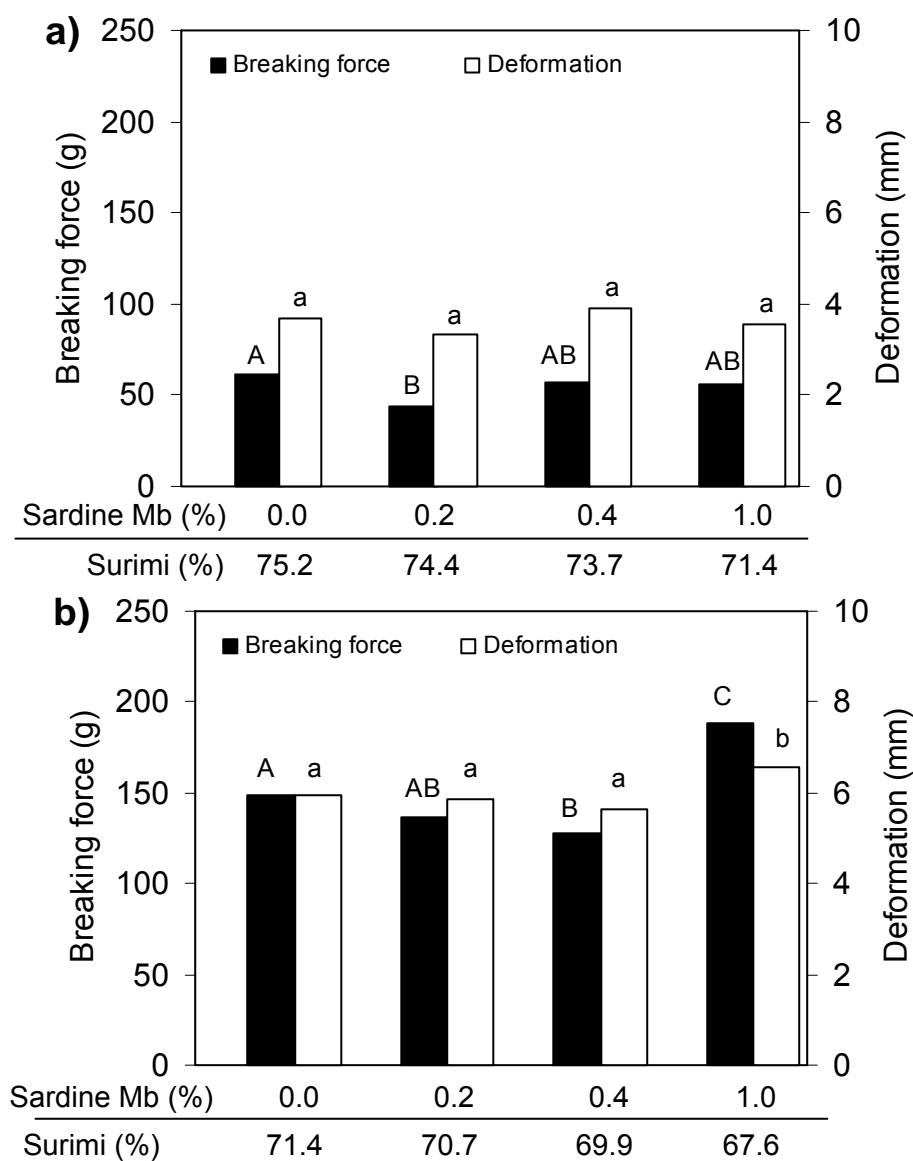 a)
250 10
Breaking force Deformation
200 8
150 6
100 4
50 2
0 0
Breaking force (g)
Deformation (mm)
A a B a AB a AB a
Sardine Mb (%) 0.0 0.2 0.4 1.0
Surimi (%) 75.2 74.4 73.7 71.4
b)
250 10
Breaking force Deformation
200 8
150 6
100 4
50 2
0 0
Breaking force (g)
Deformation (mm)
A a AB a B a C b
Sardine Mb (%) 0.0 0.2 0.4 1.0
Surimi (%) 71.4 70.7 69.9 67.6